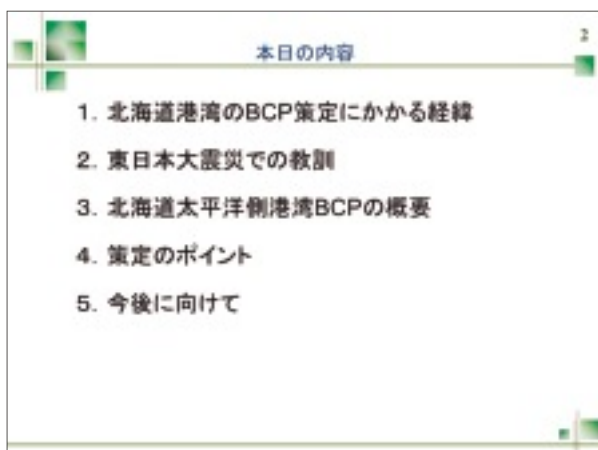 2
本日の内容
1. 北海道港湾のBCP策定にかかる経緯
2. 東日本大震災での教訓
3. 北海道太平洋側港湾BCPの概要
4. 策定のポイント
5. 今後に向けて